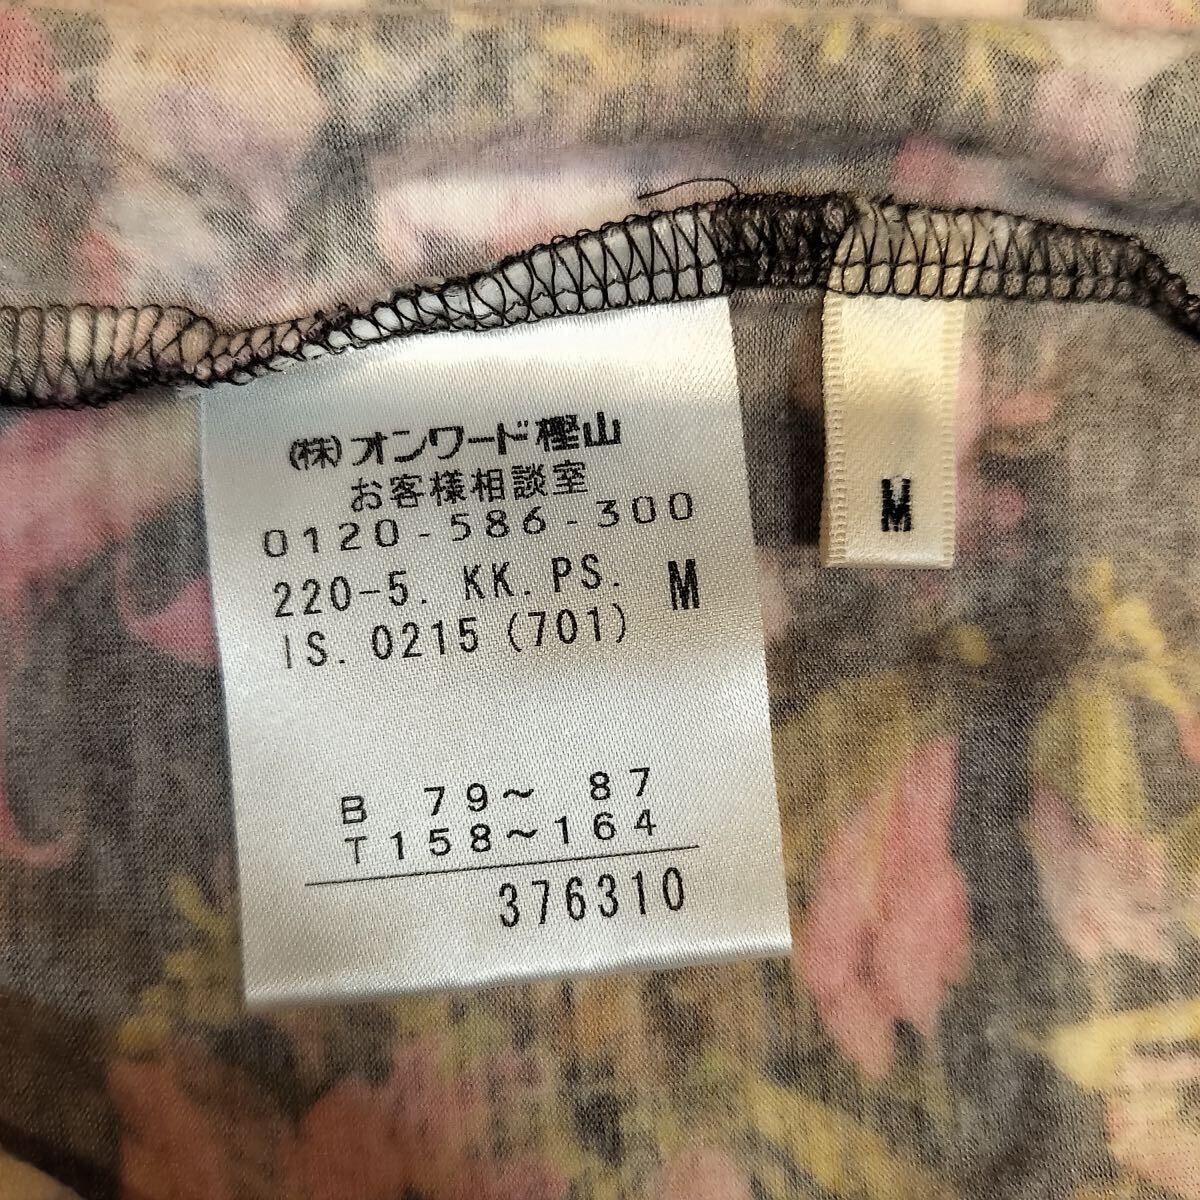 (株)オンワード樫山
お客様相談室
0120-586-300
220-5. KK. PS. M
IS. 0215 (701)
B 79~ 87
T158~164
376310
M